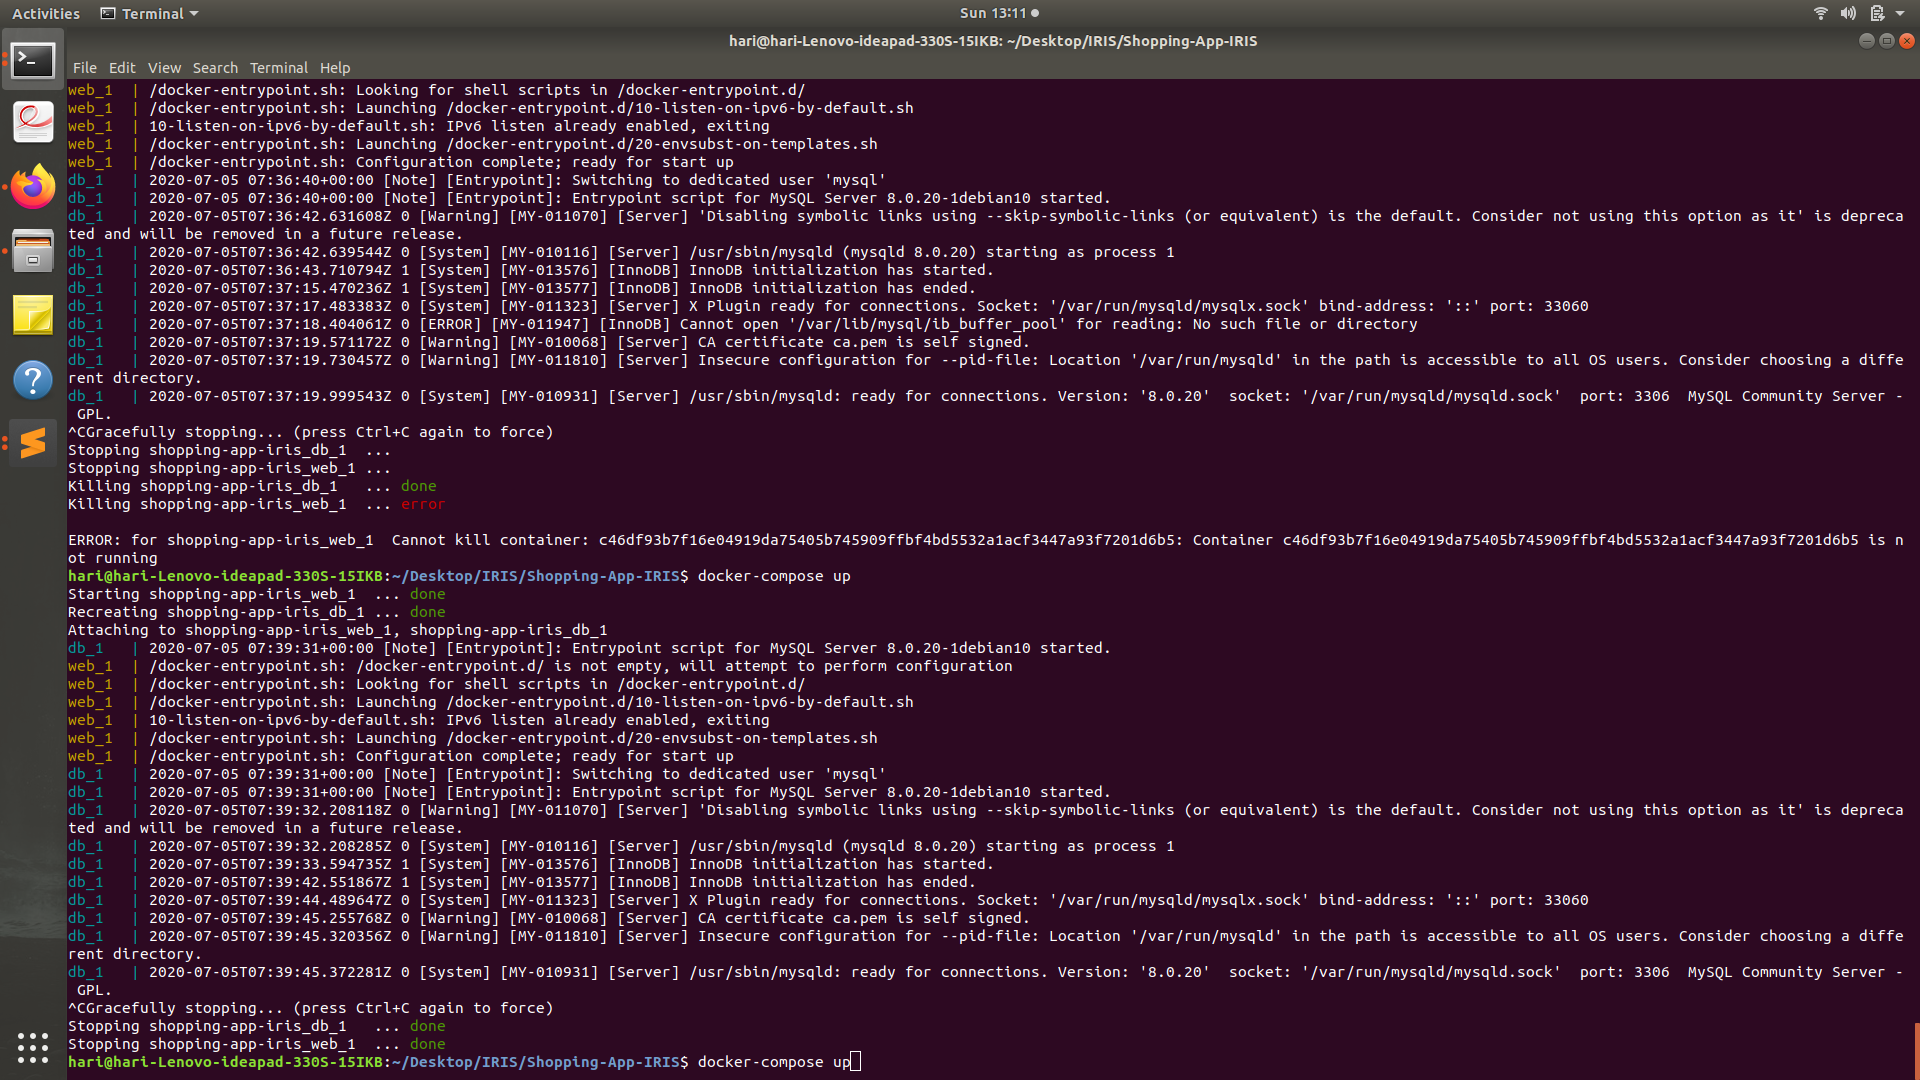 Activities Terminal Sun 13:11
hari@hari-Lenovo-ideapad-330S-15IKB: ~/Desktop/IRIS/Shopping-App-IRIS
File Edit View Search Terminal Help
web_1  | /docker-entrypoint.sh: Looking for shell scripts in /docker-entrypoint.d/
web_1  | /docker-entrypoint.sh: Launching /docker-entrypoint.d/10-listen-on-ipv6-by-default.sh
web_1  | 10-listen-on-ipv6-by-default.sh: IPv6 listen already enabled, exiting
web_1  | /docker-entrypoint.sh: Launching /docker-entrypoint.d/20-envsubst-on-templates.sh
web_1  | /docker-entrypoint.sh: Configuration complete; ready for start up
db_1   | 2020-07-05 07:36:40+00:00 [Note] [Entrypoint]: Switching to dedicated user 'mysql'
db_1   | 2020-07-05 07:36:40+00:00 [Note] [Entrypoint]: Entrypoint script for MySQL Server 8.0.20-1debian10 started.
db_1   | 2020-07-05T07:36:42.631608Z 0 [Warning] [MY-011070] [Server] 'Disabling symbolic links using --skip-symbolic-links (or equivalent) is the default. Consider not using this option as it' is depreca
ted and will be removed in a future release.
db_1   | 2020-07-05T07:36:42.639544Z 0 [System] [MY-010116] [Server] /usr/sbin/mysqld (mysqld 8.0.20) starting as process 1
db_1   | 2020-07-05T07:36:43.710794Z 1 [System] [MY-013576] [InnoDB] InnoDB initialization has started.
db_1   | 2020-07-05T07:37:15.470236Z 1 [System] [MY-013577] [InnoDB] InnoDB initialization has ended.
db_1   | 2020-07-05T07:37:17.483383Z 0 [System] [MY-011323] [Server] X Plugin ready for connections. Socket: '/var/run/mysqld/mysqlx.sock' bind-address: '::' port: 33060
db_1   | 2020-07-05T07:37:18.404061Z 0 [ERROR] [MY-011947] [InnoDB] Cannot open '/var/lib/mysql/ib_buffer_pool' for reading: No such file or directory
db_1   | 2020-07-05T07:37:19.571172Z 0 [Warning] [MY-010068] [Server] CA certificate ca.pem is self signed.
db_1   | 2020-07-05T07:37:19.730457Z 0 [Warning] [MY-011810] [Server] Insecure configuration for --pid-file: Location '/var/run/mysqld' in the path is accessible to all OS users. Consider choosing a diffe
rent directory.
db_1   | 2020-07-05T07:37:19.999543Z 0 [System] [MY-010931] [Server] /usr/sbin/mysqld: ready for connections. Version: '8.0.20'  socket: '/var/run/mysqld/mysqld.sock'  port: 3306  MySQL Community Server -
 GPL.
^CGracefully stopping... (press Ctrl+C again to force)
Stopping shopping-app-iris_db_1  ...
Stopping shopping-app-iris_web_1 ...
Killing shopping-app-iris_db_1   ... done
Killing shopping-app-iris_web_1  ... error
ERROR: for shopping-app-iris_web_1  Cannot kill container: c46df93b7f16e04919da75405b745909ffbf4bd5532a1acf3447a93f7201d6b5: Container c46df93b7f16e04919da75405b745909ffbf4bd5532a1acf3447a93f7201d6b5 is n
ot running
hari@hari-Lenovo-ideapad-330S-15IKB:~/Desktop/IRIS/Shopping-App-IRIS$ docker-compose up
Starting shopping-app-iris_web_1  ... done
Recreating shopping-app-iris_db_1 ... done
Attaching to shopping-app-iris_web_1, shopping-app-iris_db_1
db_1   | 2020-07-05 07:39:31+00:00 [Note] [Entrypoint]: Entrypoint script for MySQL Server 8.0.20-1debian10 started.
web_1  | /docker-entrypoint.sh: /docker-entrypoint.d/ is not empty, will attempt to perform configuration
web_1  | /docker-entrypoint.sh: Looking for shell scripts in /docker-entrypoint.d/
web_1  | /docker-entrypoint.sh: Launching /docker-entrypoint.d/10-listen-on-ipv6-by-default.sh
web_1  | 10-listen-on-ipv6-by-default.sh: IPv6 listen already enabled, exiting
web_1  | /docker-entrypoint.sh: Launching /docker-entrypoint.d/20-envsubst-on-templates.sh
web_1  | /docker-entrypoint.sh: Configuration complete; ready for start up
db_1   | 2020-07-05 07:39:31+00:00 [Note] [Entrypoint]: Switching to dedicated user 'mysql'
db_1   | 2020-07-05 07:39:31+00:00 [Note] [Entrypoint]: Entrypoint script for MySQL Server 8.0.20-1debian10 started.
db_1   | 2020-07-05T07:39:32.208118Z 0 [Warning] [MY-011070] [Server] 'Disabling symbolic links using --skip-symbolic-links (or equivalent) is the default. Consider not using this option as it' is depreca
ted and will be removed in a future release.
db_1   | 2020-07-05T07:39:32.208285Z 0 [System] [MY-010116] [Server] /usr/sbin/mysqld (mysqld 8.0.20) starting as process 1
db_1   | 2020-07-05T07:39:33.594735Z 1 [System] [MY-013576] [InnoDB] InnoDB initialization has started.
db_1   | 2020-07-05T07:39:42.551867Z 1 [System] [MY-013577] [InnoDB] InnoDB initialization has ended.
db_1   | 2020-07-05T07:39:44.489647Z 0 [System] [MY-011323] [Server] X Plugin ready for connections. Socket: '/var/run/mysqld/mysqlx.sock' bind-address: '::' port: 33060
db_1   | 2020-07-05T07:39:45.255768Z 0 [Warning] [MY-010068] [Server] CA certificate ca.pem is self signed.
db_1   | 2020-07-05T07:39:45.320356Z 0 [Warning] [MY-011810] [Server] Insecure configuration for --pid-file: Location '/var/run/mysqld' in the path is accessible to all OS users. Consider choosing a diffe
rent directory.
db_1   | 2020-07-05T07:39:45.372281Z 0 [System] [MY-010931] [Server] /usr/sbin/mysqld: ready for connections. Version: '8.0.20'  socket: '/var/run/mysqld/mysqld.sock'  port: 3306  MySQL Community Server -
 GPL.
^CGracefully stopping... (press Ctrl+C again to force)
Stopping shopping-app-iris_db_1   ... done
Stopping shopping-app-iris_web_1  ... done
hari@hari-Lenovo-ideapad-330S-15IKB:~/Desktop/IRIS/Shopping-App-IRIS$ docker-compose up